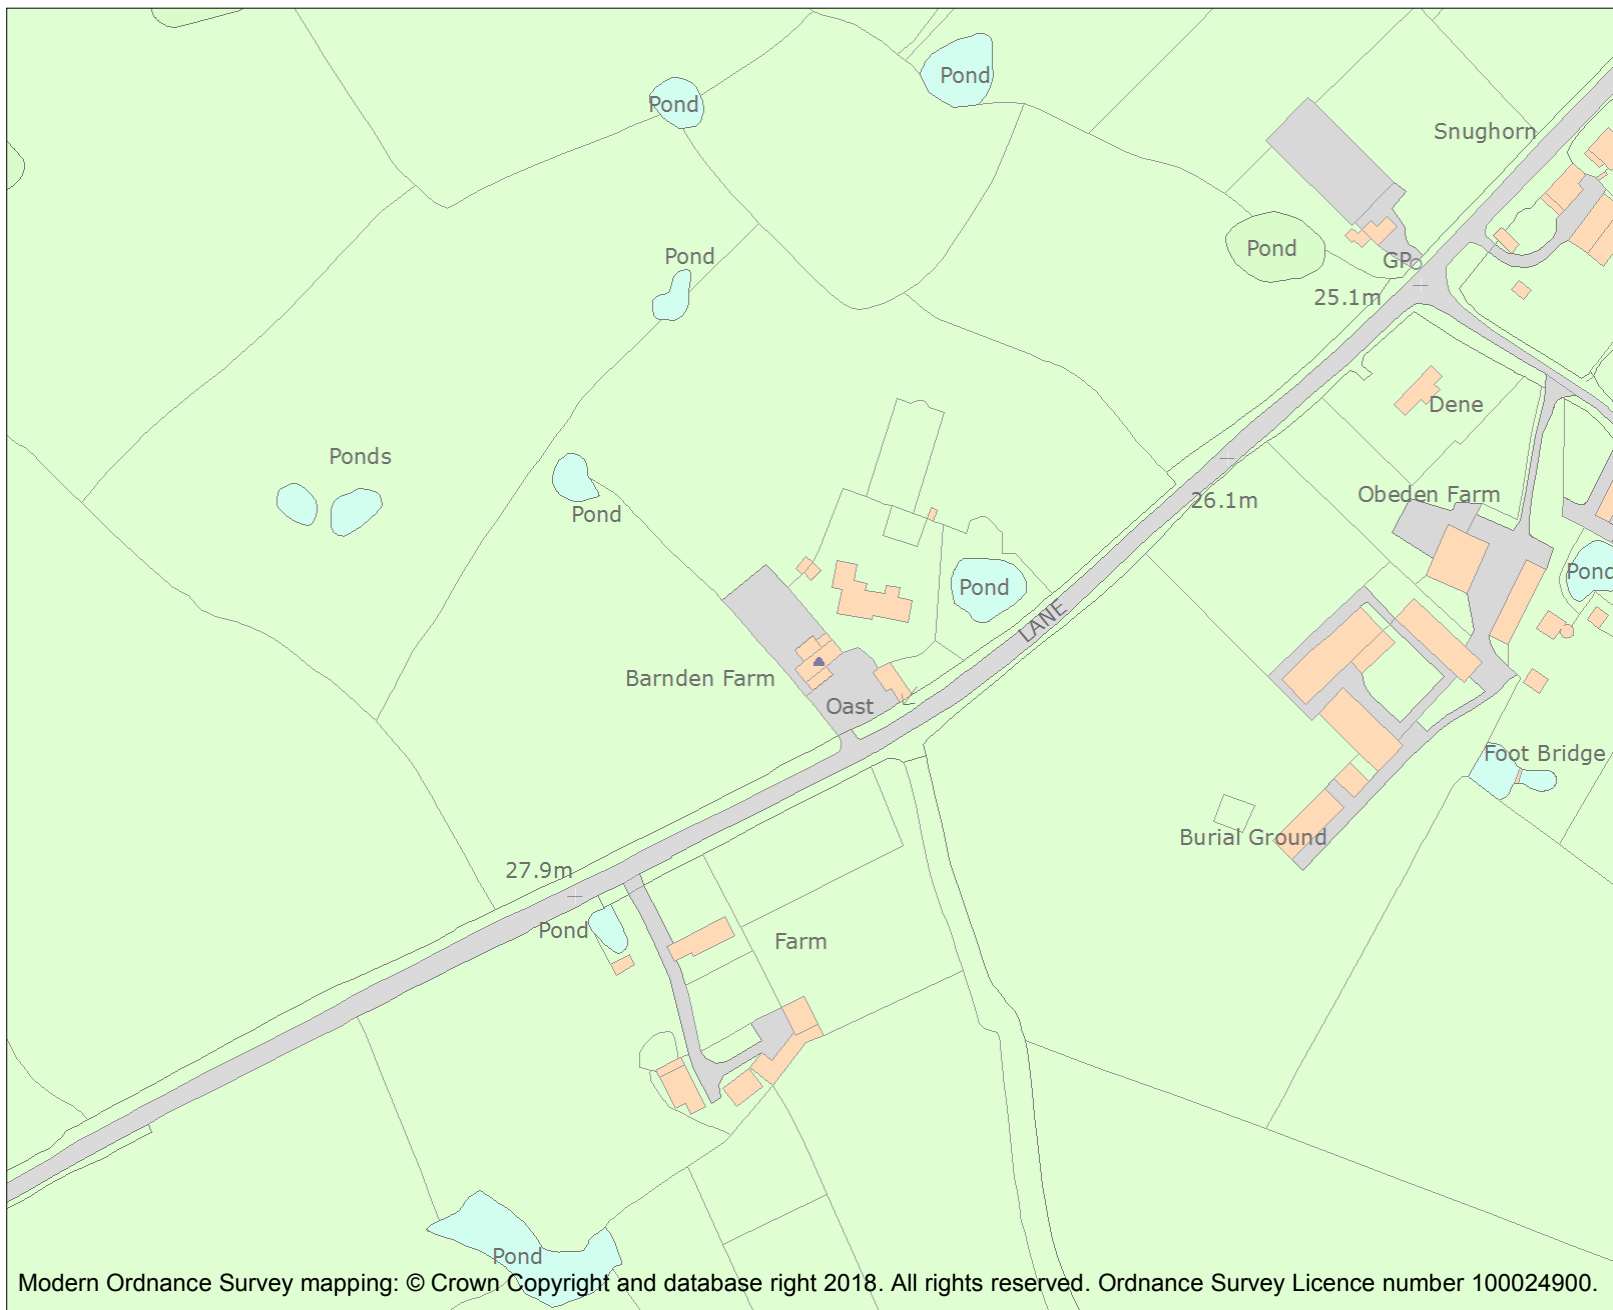 Pond
Pond
Snughorn
Pond
Pond
GP
25.1m
Dene
Ponds
Obeden Farm
26.1m
Pond
Pond
Pond
LANE
Barnden Farm
Oast
Foot Bridge
Burial Ground
27.9m
Pond
Farm
Pond
Modern Ordnance Survey mapping: © Crown Copyright and database right 2018. All rights reserved. Ordnance Survey Licence number 100024900.